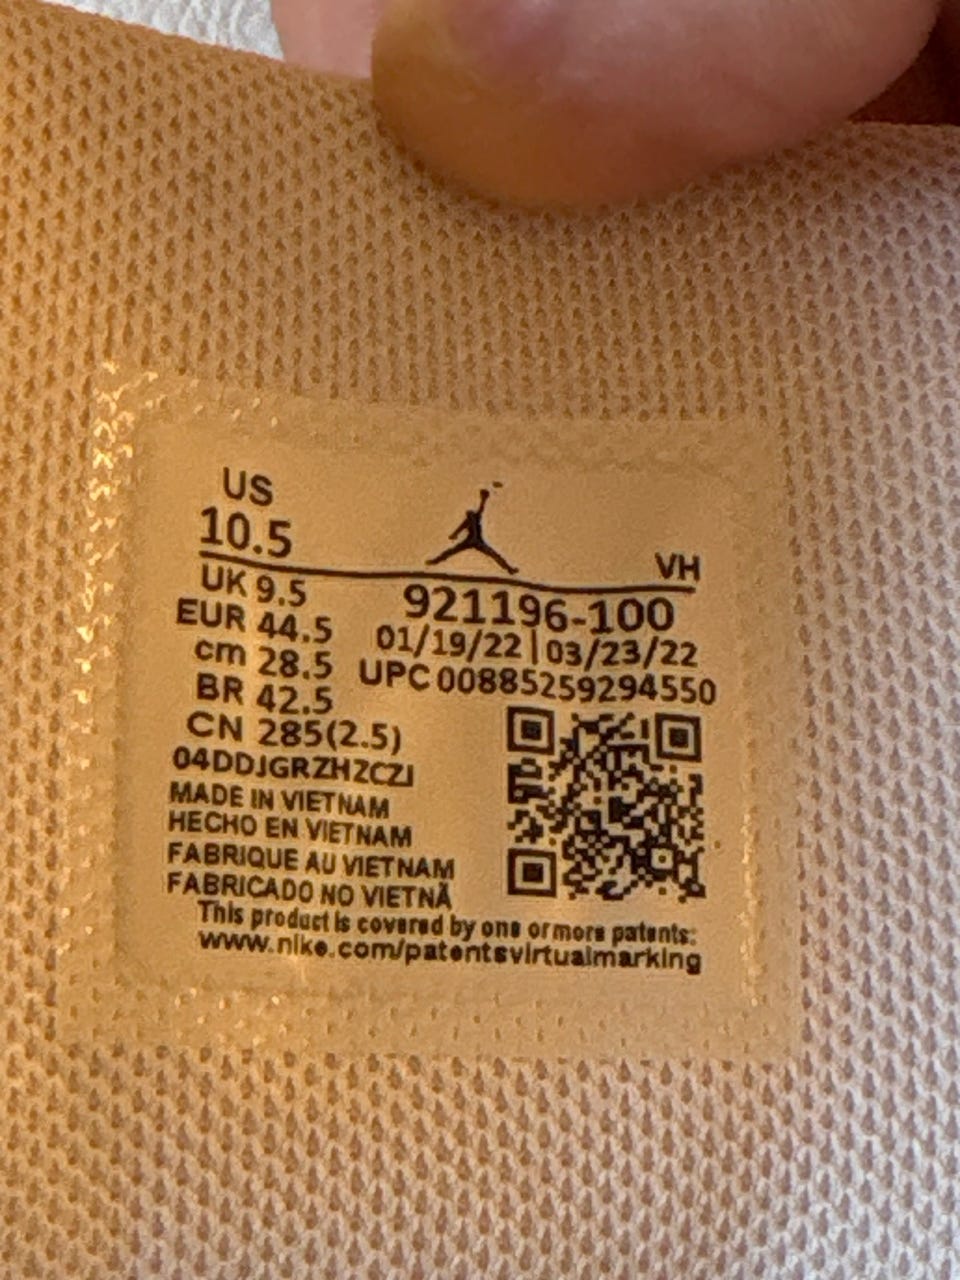 US
10.5
VH
UK 9.5
EUR 44.5
cm 28.5
BR 42.5
CN 285(2.5)
921196-100
01/19/22|03/23/22
UPC 00885259294550
04DDJGRZHZCZJ
MADE IN VIETNAM
HECHO EN VIETNAM
FABRIQUE AU VIETNAM
FABRICADO NO VIETNÃ
This product is covered by one or more patents:
www.nike.com/patentsvirtualmarking